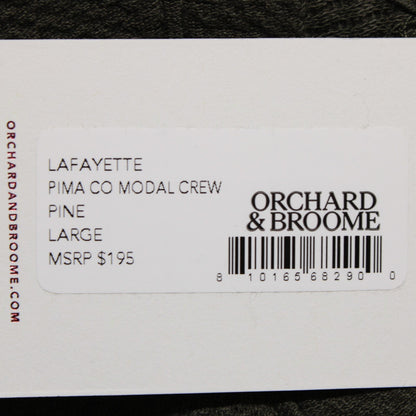 ORCHARDANDBROOME.COM
LAFAYETTE
PIMA CO MODAL CREW
PINE
LARGE
MSRP $195
ORCHARD
& BROOME
8 10165 68290 0